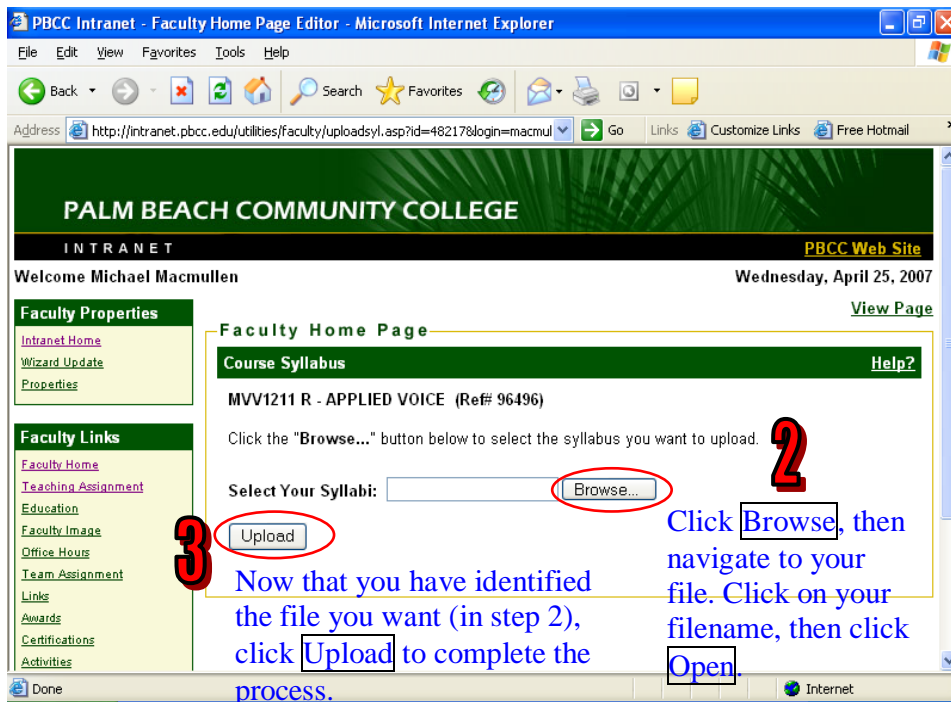 PBCC Intranet - Faculty Home Page Editor - Microsoft Internet Explorer
File Edit View Favorites Tools Help
Back Search Favorites
Address http://intranet.pbcc.edu/utilities/faculty/uploadsyl.asp?id=48217&login=macmul Go Links Customize Links Free Hotmail
PALM BEACH COMMUNITY COLLEGE
INTRANET
PBCC Web Site
Welcome Michael Macmullen
Wednesday, April 25, 2007
View Page
Faculty Properties
Intranet Home
Wizard Update
Properties
Faculty Links
Faculty Home
Teaching Assignment
Education
Faculty Image
Office Hours
Team Assignment
Links
Awards
Certifications
Activities
Faculty Home Page
Course Syllabus
Help?
MVV1211 R - APPLIED VOICE (Ref# 96496)
Click the "Browse..." button below to select the syllabus you want to upload.
Select Your Syllabi: Browse...
2
Click Browse, then
navigate to your
file. Click on your
filename, then click
Open.
3
Upload
Now that you have identified
the file you want (in step 2),
click Upload to complete the
process.
Done
Internet